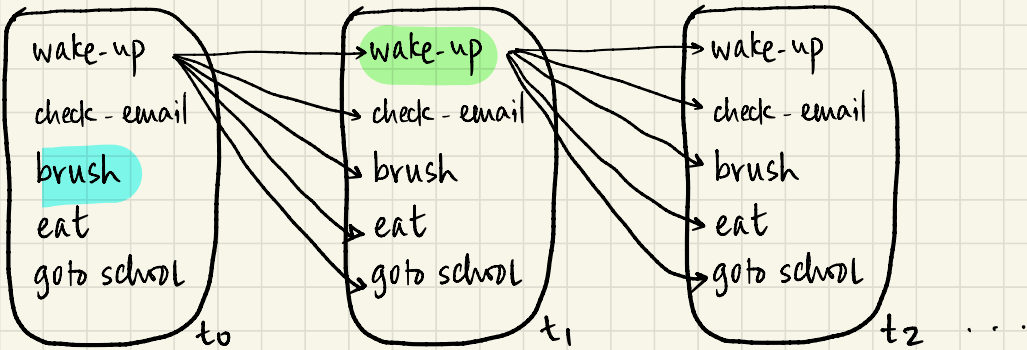 wake-up
check-email
brush
eat
goto school
t0
wake-up
check-email
brush
eat
goto school
t1
wake-up
check-email
brush
eat
goto school
t2 ....